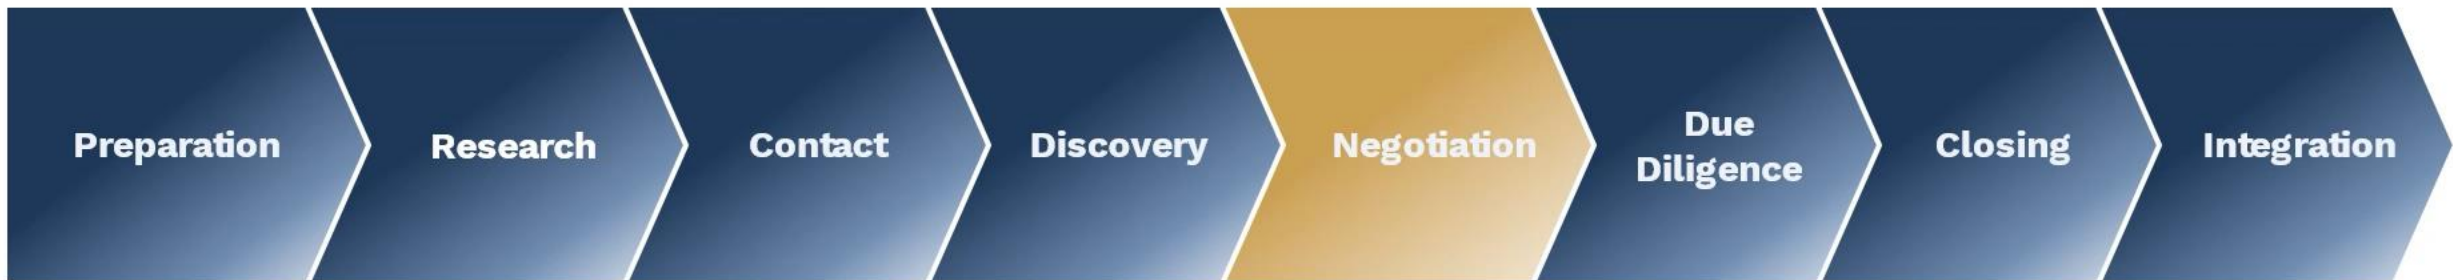 Preparation
Research
Contact
Discovery
Negotiation
Due
Diligence
Closing
Integration